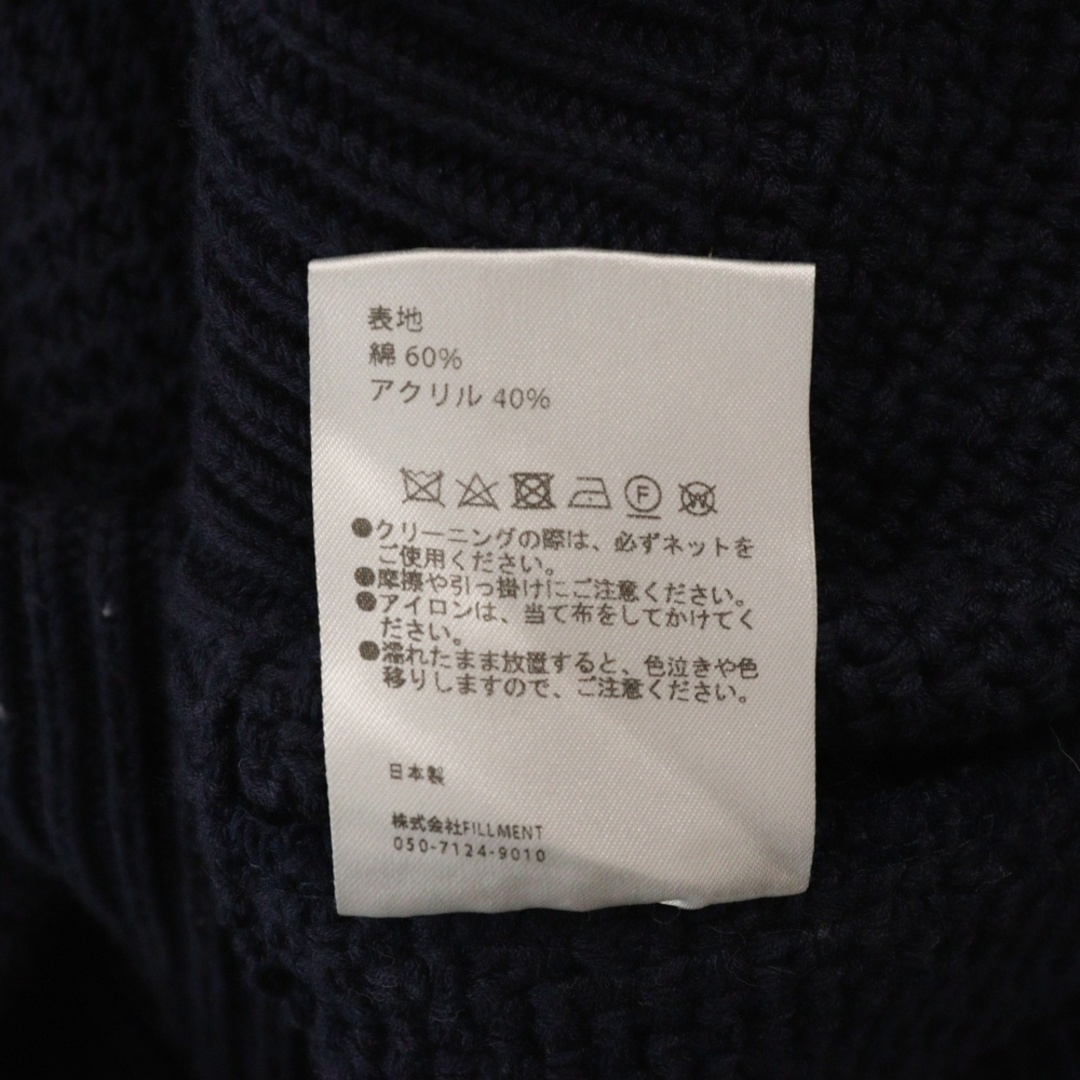 表地
綿 60%
アクリル 40%
F W
●クリーニングの際は、必ずネットを
ご使用ください。
●摩擦や引っ掛けにご注意ください。
●アイロンは、当て布をしてかけてく
ださい。
●濡れたまま放置すると、色泣きや色
移りしますので、ご注意ください。
日本製
株式会社FILLMENT
050-7124-9010